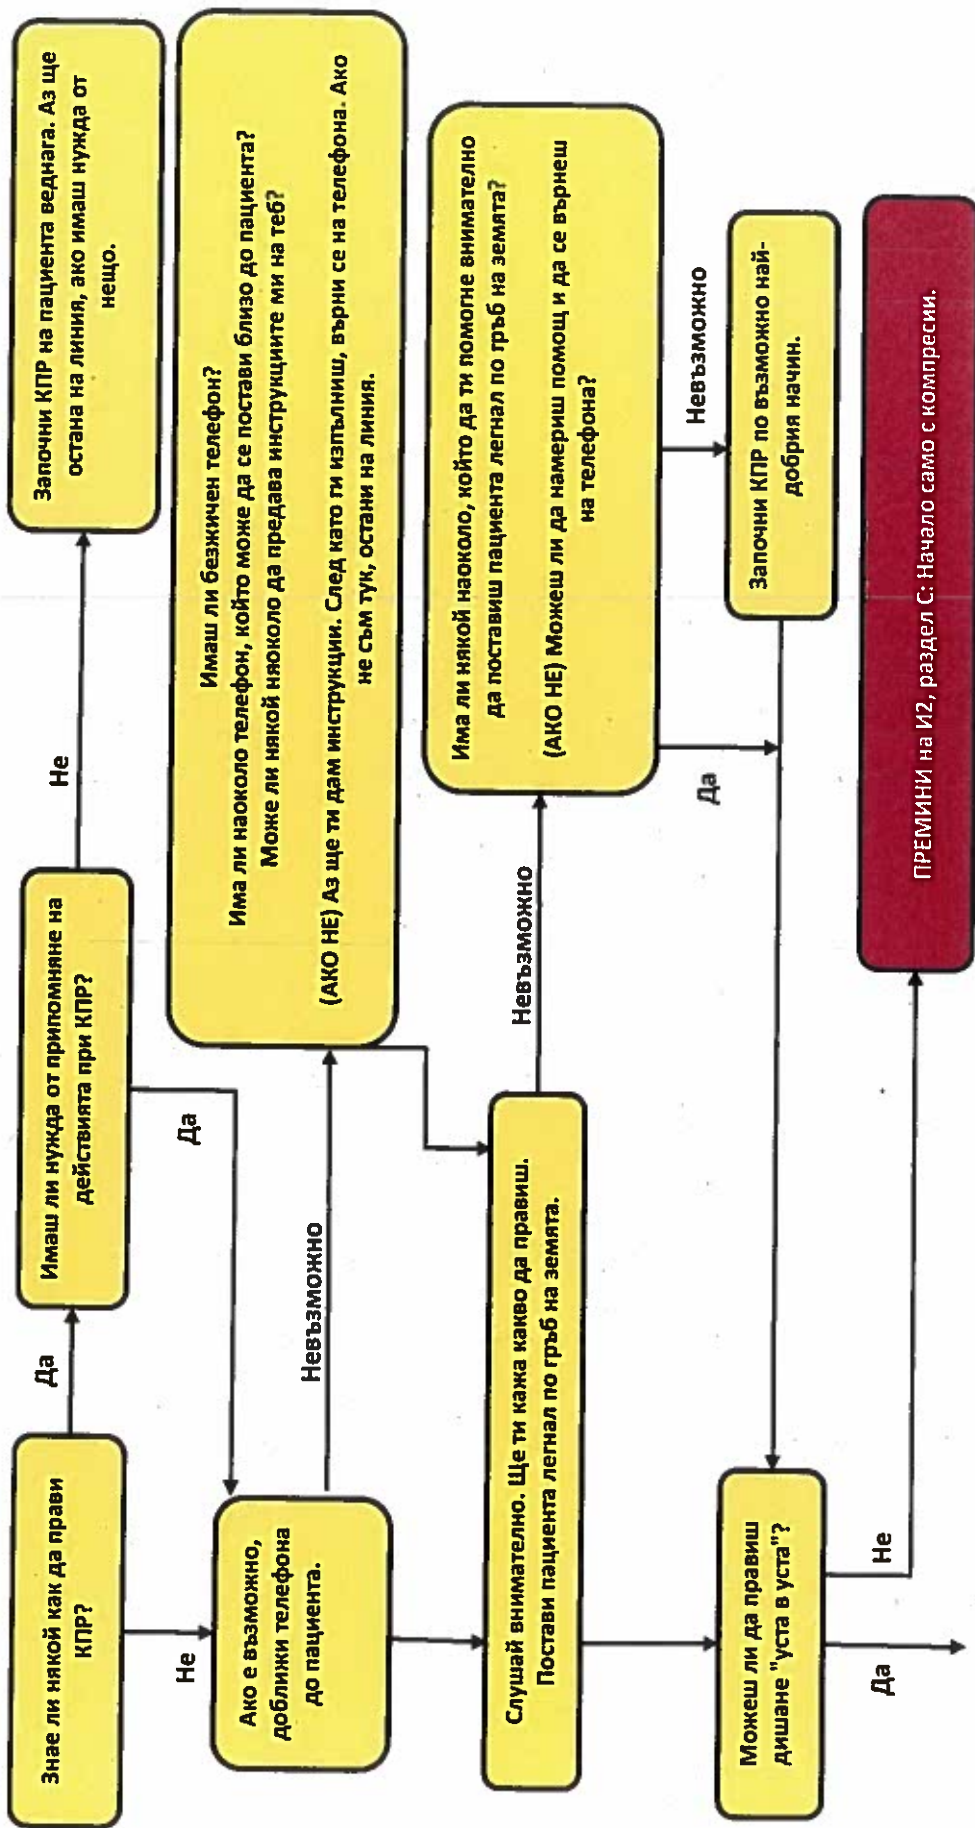 Знае ли някой как да прави
КПР?
Да
Имаш ли нужда от припомняне на
действията при КПР?
Не
Започни КПР на пациента веднага. Аз ще
остана на линия, ако имаш нужда от
нещо.
Не
Да
Ако е възможно,
доближи телефона
до пациента.
Невъзможно
Имаш ли безжичен телефон?
Има ли наоколо телефон, който може да се постави близо до пациента?
Може ли някой няоколо да предава инструкциите ми на теб?
(АКО НЕ) Аз ще ти дам инструкции. След като ги изпълниш, върни се на телефона. Ако
не съм тук, остани на линия.
Слушай внимателно. Ще ти кажа какво да правиш.
Постави пациента легнал по гръб на земята.
Невъзможно
Има ли някой наоколо, който да ти помогне внимателно
да поставиш пациента легнал по гръб на земята?
(АКО НЕ) Можеш ли да намериш помощ и да се върнеш
на телефона?
Да
Невъзможно
Започни КПР по възможно най-
добрия начин.
Можеш ли да правиш
дишане "уста в уста"?
Да
Не
ПРЕМИНИ на И2, раздел С: Начало само с компресии.